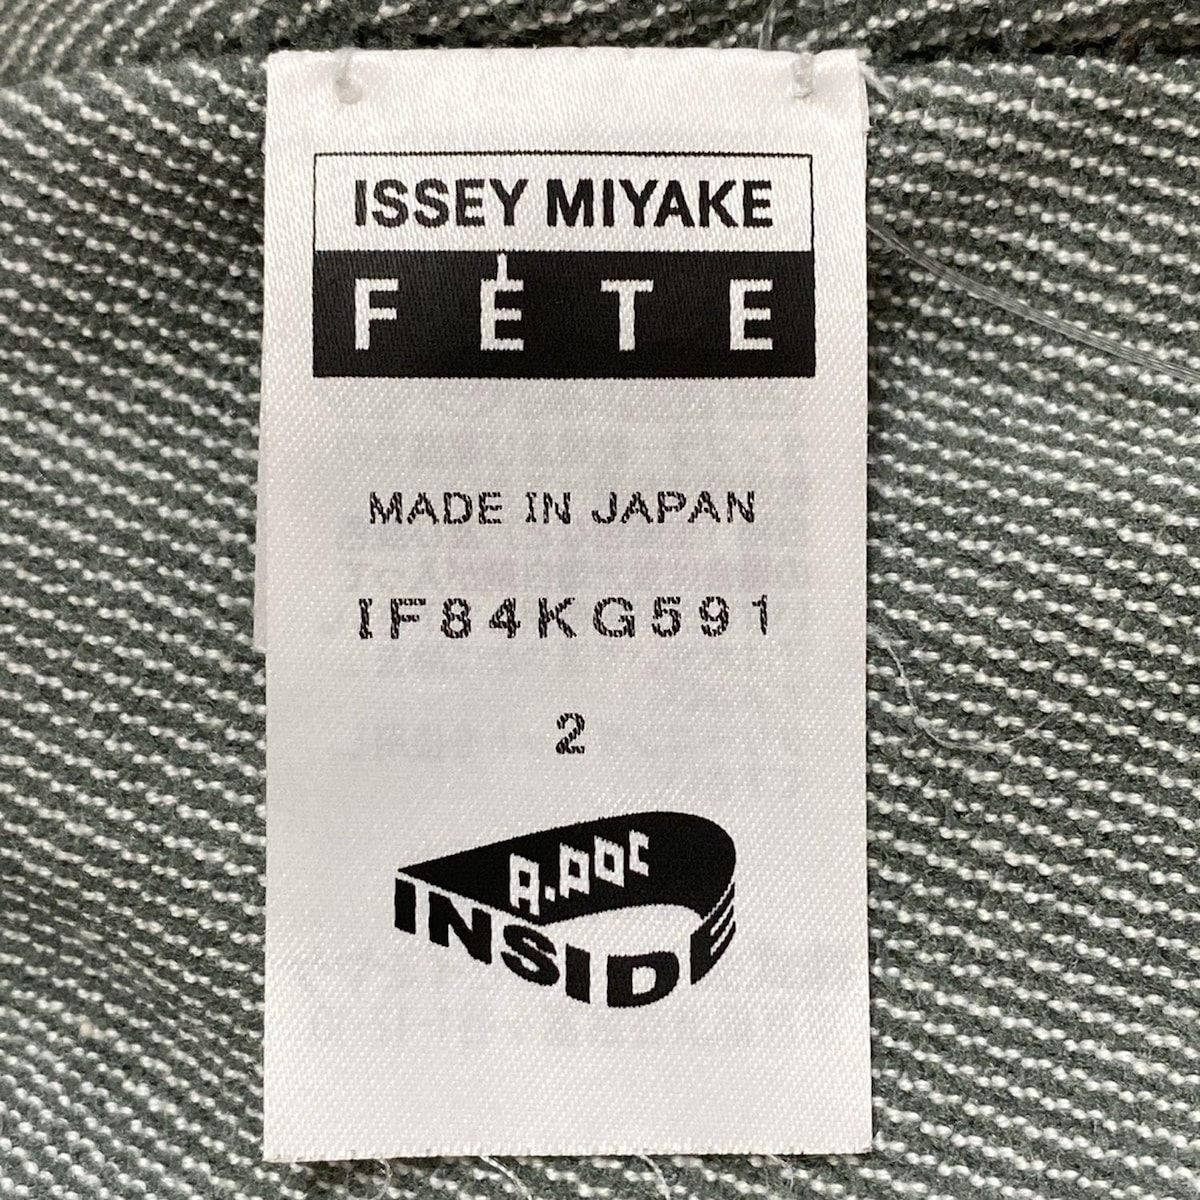 ISSEY MIYAKE
FÊTE
MADE IN JAPAN
IF84KG591
2
A.POC
INSIDE